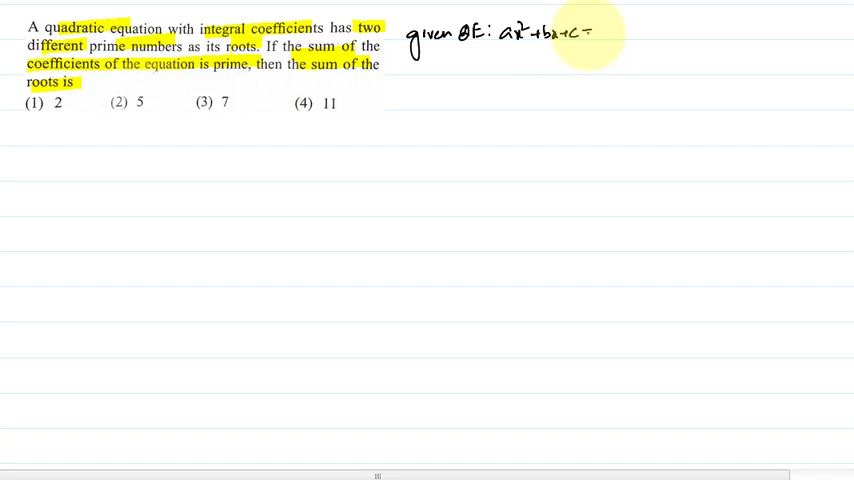 A quadratic equation with integral coefficients has two
different prime numbers as its roots. If the sum of the
coefficients of the equation is prime, then the sum of the
roots is
(1) 2 (2) 5 (3) 7 (4) 11
given QE: ax²+bx+c=